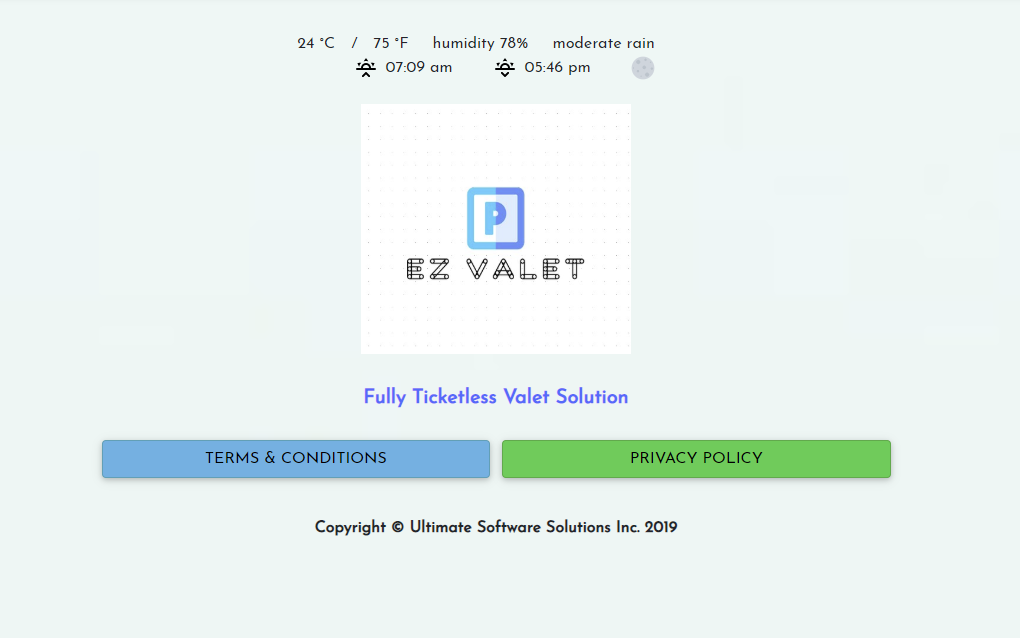 24 °C / 75 °F humidity 78% moderate rain
07:09 am 05:46 pm
P
EZ VALET
Fully Ticketless Valet Solution
TERMS & CONDITIONS PRIVACY POLICY
Copyright © Ultimate Software Solutions Inc. 2019